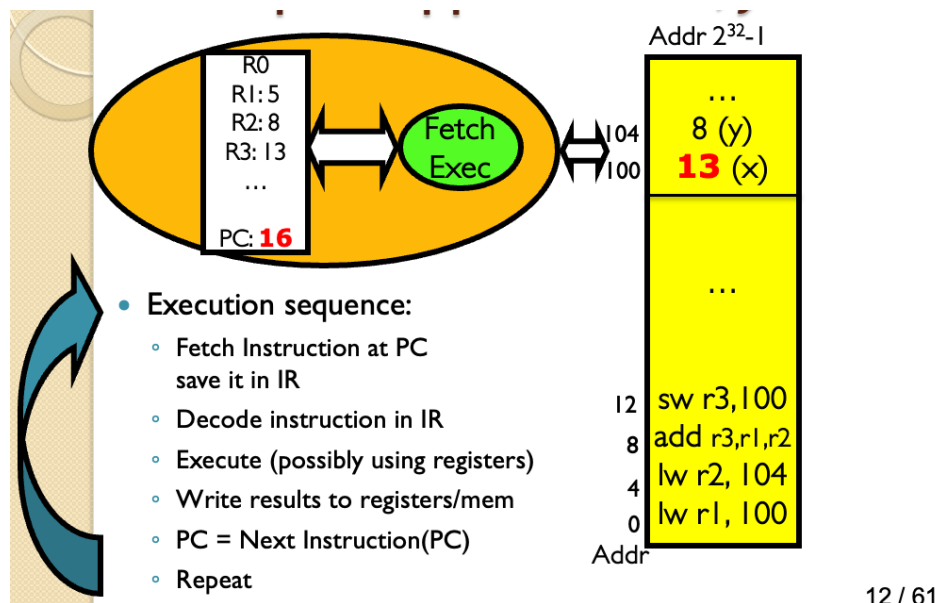 Addr 2³²-1
R0
R1: 5
R2: 8
R3: 13
...
PC: 16
Fetch
Exec
104
100
...
8 (y)
13 (x)
...
12 sw r3,100
8 add r3,r1,r2
4 lw r2, 104
0 lw r1, 100
Addr
• Execution sequence:
◦ Fetch Instruction at PC
save it in IR
◦ Decode instruction in IR
◦ Execute (possibly using registers)
◦ Write results to registers/mem
◦ PC = Next Instruction(PC)
◦ Repeat
12 / 61